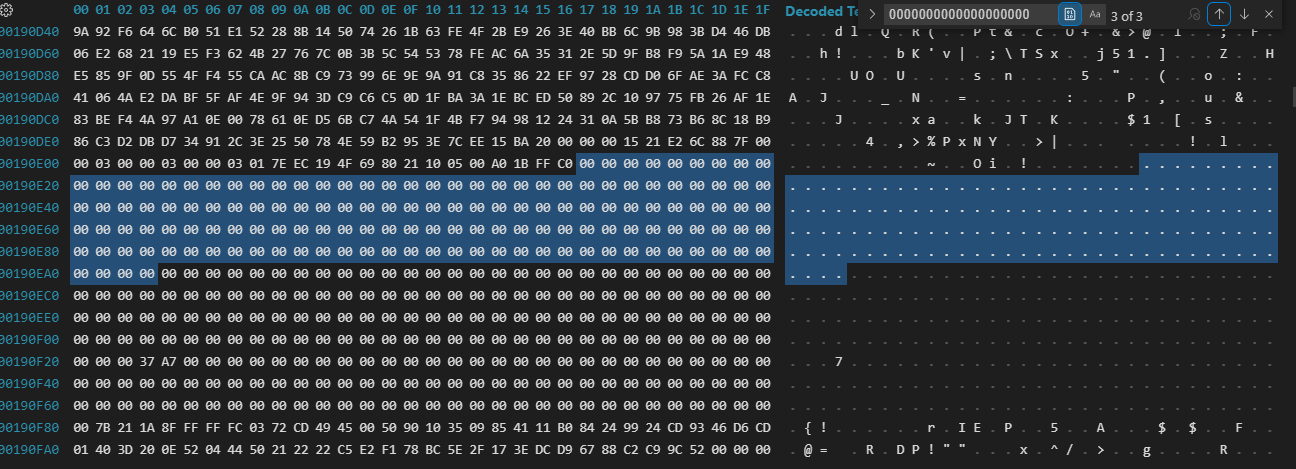 00 01 02 03 04 05 06 07 08 09 0A 0B 0C 0D 0E 0F 10 11 12 13 14 15 16 17 18 19 1A 1B 1C 1D 1E 1F Decoded Te
0000000000000000000 Aa 3 of 3
00190D40 9A 92 F6 64 6C B0 51 E1 52 28 8B 14 50 74 26 1B 63 FE 4F 2B E9 26 3E 40 BB 6C 9B 98 3B D4 46 DB . . . d l . Q . R ( . . P t & . c . O + . & > @ . l . . ; . F .
00190D60 06 E2 68 21 19 E5 F3 62 4B 27 76 7C 0B 3B 5C 54 53 78 FE AC 6A 35 31 2E 5D 9F B8 F9 5A 1A E9 48 . . h ! . . . b K ' v | . ; \ T S x . . j 5 1 . ] . . . Z . . H
00190D80 E5 85 9F 0D 55 4F F4 55 CA AC 8B C9 73 99 6E 9E 9A 91 C8 35 86 22 EF 97 28 CD D0 6F AE 3A FC C8 . . . . U O . U . . . . s . n . . . . 5 . " . . ( . . o . : . .
00190DA0 41 06 4A E2 DA BF 5F AF 4E 9F 94 3D C9 C6 C5 0D 1F BA 3A 1E BC ED 50 89 2C 10 97 75 FB 26 AF 1E A . J . . . _ . N . . = . . . . . . : . . . P . , . . u . & . .
00190DC0 83 BE F4 4A 97 A1 0E 00 78 61 0E D5 6B C7 4A 54 1F 4B F7 94 98 12 24 31 0A 5B B8 73 B6 8C 18 B9 . . . J . . . . x a . . k . J T . K . . . . $ 1 . [ . s . . . .
00190DE0 86 C3 D2 DB D7 34 91 2C 3E 25 50 78 4E 59 B2 95 3E 7C EE 15 BA 20 00 00 00 15 21 E2 6C 88 7F 00 . . . . . 4 . , > % P x N Y . . > | . . .   . . . . ! . l . . .
00190E00 00 03 00 00 03 00 00 03 01 7E EC 19 4F 69 80 21 10 05 00 A0 1B FF C0 00 00 00 00 00 00 00 00 00 . . . . . . . . . ~ . . O i . ! . . . . . . . . . . . . . . . .
00190E20 00 00 00 00 00 00 00 00 00 00 00 00 00 00 00 00 00 00 00 00 00 00 00 00 00 00 00 00 00 00 00 00 . . . . . . . . . . . . . . . . . . . . . . . . . . . . . . . .
00190E40 00 00 00 00 00 00 00 00 00 00 00 00 00 00 00 00 00 00 00 00 00 00 00 00 00 00 00 00 00 00 00 00 . . . . . . . . . . . . . . . . . . . . . . . . . . . . . . . .
00190E60 00 00 00 00 00 00 00 00 00 00 00 00 00 00 00 00 00 00 00 00 00 00 00 00 00 00 00 00 00 00 00 00 . . . . . . . . . . . . . . . . . . . . . . . . . . . . . . . .
00190E80 00 00 00 00 00 00 00 00 00 00 00 00 00 00 00 00 00 00 00 00 00 00 00 00 00 00 00 00 00 00 00 00 . . . . . . . . . . . . . . . . . . . . . . . . . . . . . . . .
00190EA0 00 00 00 00 00 00 00 00 00 00 00 00 00 00 00 00 00 00 00 00 00 00 00 00 00 00 00 00 00 00 00 00 . . . . . . . . . . . . . . . . . . . . . . . . . . . . . . . .
00190EC0 00 00 00 00 00 00 00 00 00 00 00 00 00 00 00 00 00 00 00 00 00 00 00 00 00 00 00 00 00 00 00 00 . . . . . . . . . . . . . . . . . . . . . . . . . . . . . . . .
00190EE0 00 00 00 00 00 00 00 00 00 00 00 00 00 00 00 00 00 00 00 00 00 00 00 00 00 00 00 00 00 00 00 00 . . . . . . . . . . . . . . . . . . . . . . . . . . . . . . . .
00190F00 00 00 00 00 00 00 00 00 00 00 00 00 00 00 00 00 00 00 00 00 00 00 00 00 00 00 00 00 00 00 00 00 . . . . . . . . . . . . . . . . . . . . . . . . . . . . . . . .
00190F20 00 00 00 37 A7 00 00 00 00 00 00 00 00 00 00 00 00 00 00 00 00 00 00 00 00 00 00 00 00 00 00 00 . . . 7 . . . . . . . . . . . . . . . . . . . . . . . . . . . .
00190F40 00 00 00 00 00 00 00 00 00 00 00 00 00 00 00 00 00 00 00 00 00 00 00 00 00 00 00 00 00 00 00 00 . . . . . . . . . . . . . . . . . . . . . . . . . . . . . . . .
00190F60 00 00 00 00 00 00 00 00 00 00 00 00 00 00 00 00 00 00 00 00 00 00 00 00 00 00 00 00 00 00 00 00 . . . . . . . . . . . . . . . . . . . . . . . . . . . . . . . .
00190F80 00 7B 21 1A 8F FF FF FF FC 03 72 CD 49 45 00 50 90 10 35 09 85 41 11 B0 84 24 99 24 CD 93 46 D6 CD . { ! . . . . . . r . I E . P . . 5 . . A . . . $ . $ . . F . .
00190FA0 01 40 3D 20 0E 52 04 44 50 21 22 22 C5 E2 F1 78 BC 5E 2F 17 3E DC D9 67 88 C2 C9 9C 52 00 00 00 . @ =   . R . D P ! " " . . . x . ^ / . > . . g . . . . R . . .